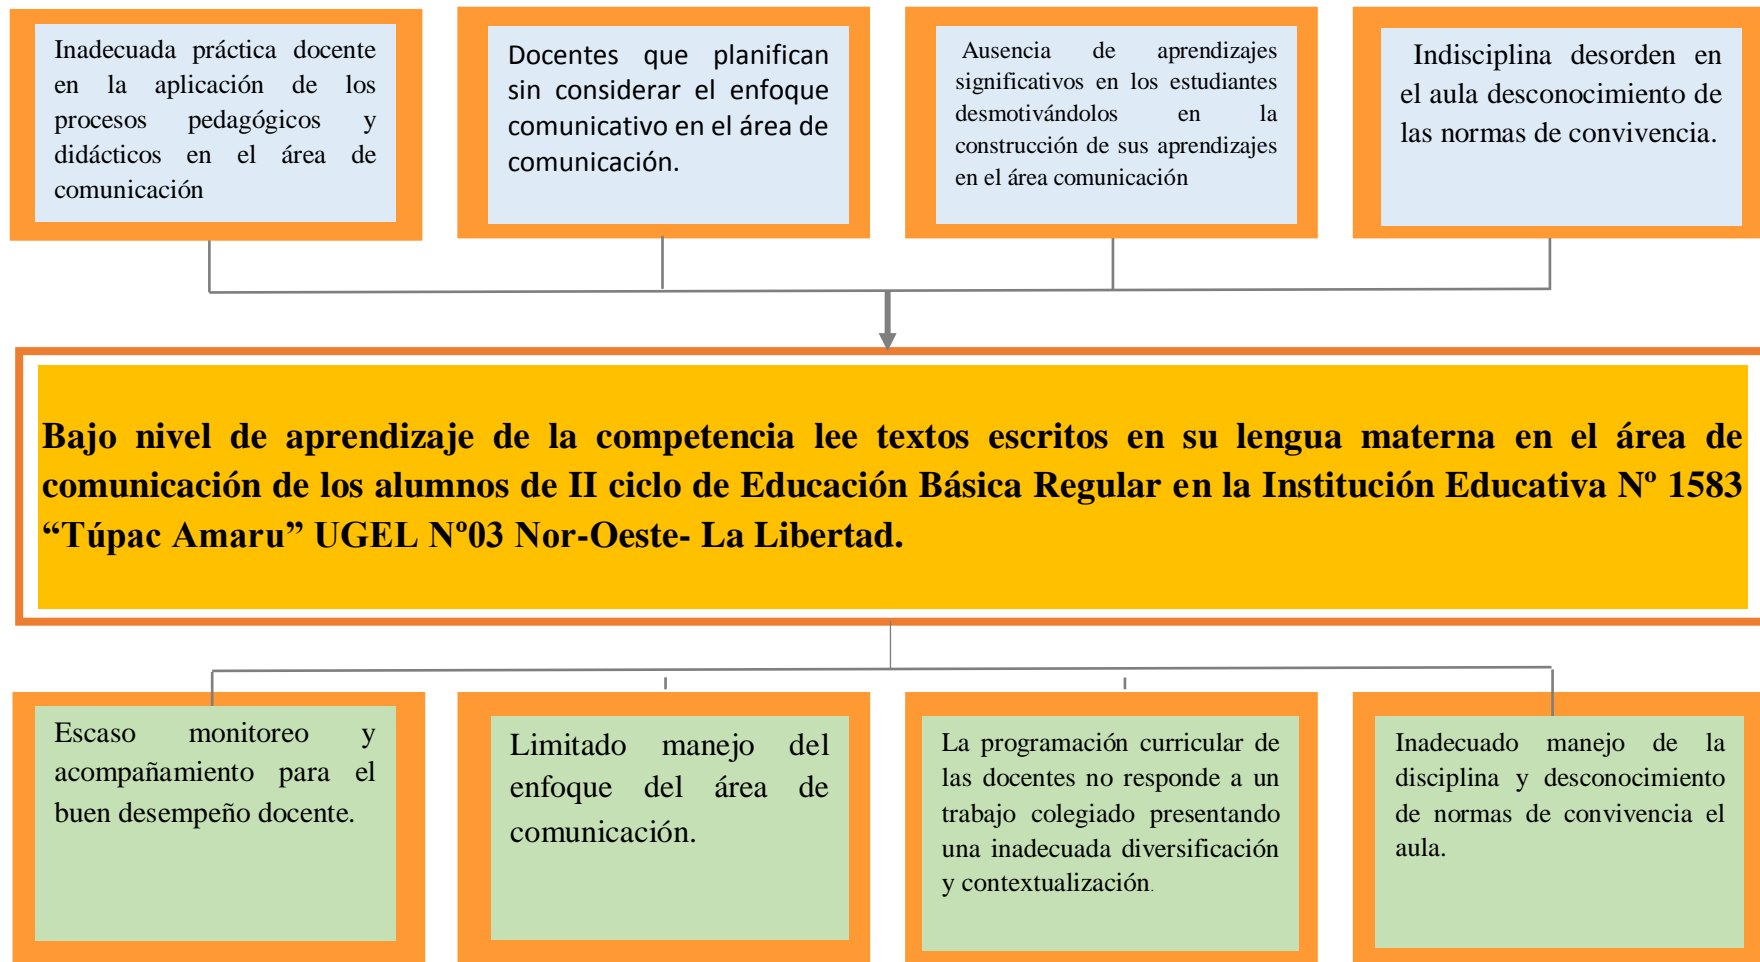 Inadecuada práctica docente
en la aplicación de los
procesos pedagógicos y
didácticos en el área de
comunicación
Docentes que planifican
sin considerar el enfoque
comunicativo en el área de
comunicación.
Ausencia de aprendizajes
significativos en los estudiantes
desmotivándolos en la
construcción de sus aprendizajes
en el área comunicación
Indisciplina desorden en
el aula desconocimiento de
las normas de convivencia.
Bajo nivel de aprendizaje de la competencia lee textos escritos en su lengua materna en el área de
comunicación de los alumnos de II ciclo de Educación Básica Regular en la Institución Educativa Nº 1583
“Túpac Amaru” UGEL Nº03 Nor-Oeste- La Libertad.
Escaso monitoreo y
acompañamiento para el
buen desempeño docente.
Limitado manejo del
enfoque del área de
comunicación.
La programación curricular de
las docentes no responde a un
trabajo colegiado presentando
una inadecuada diversificación
y contextualización.
Inadecuado manejo de la
disciplina y desconocimiento
de normas de convivencia el
aula.